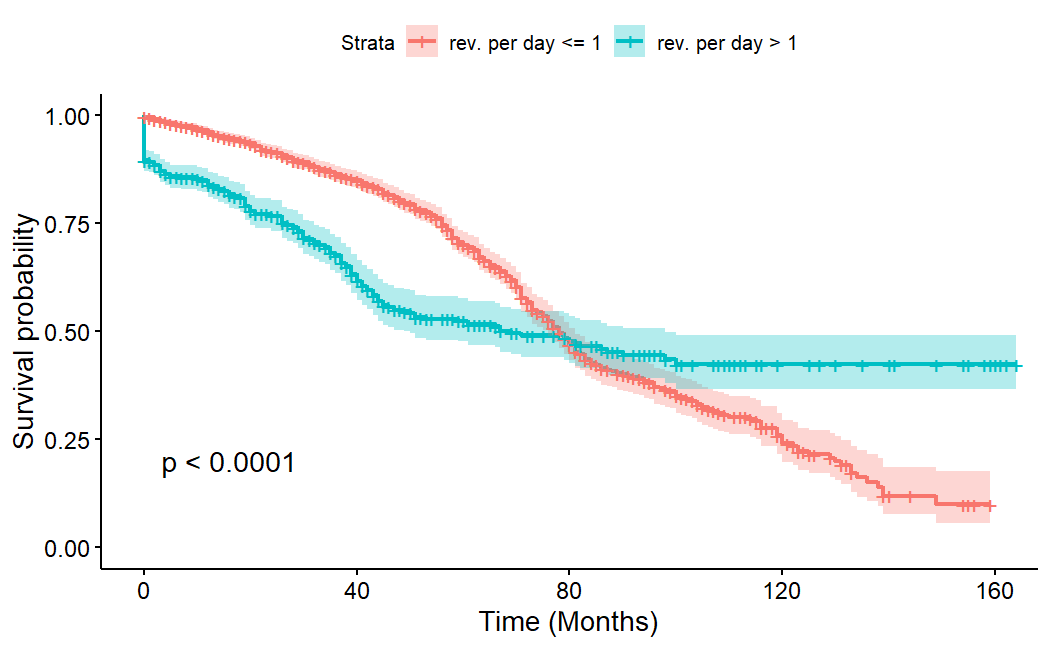 Strata rev. per day <= 1 rev. per day > 1
1.00
0.75
0.50
0.25
0.00
Survival probability
p < 0.0001
0 40 80 120 160
Time (Months)